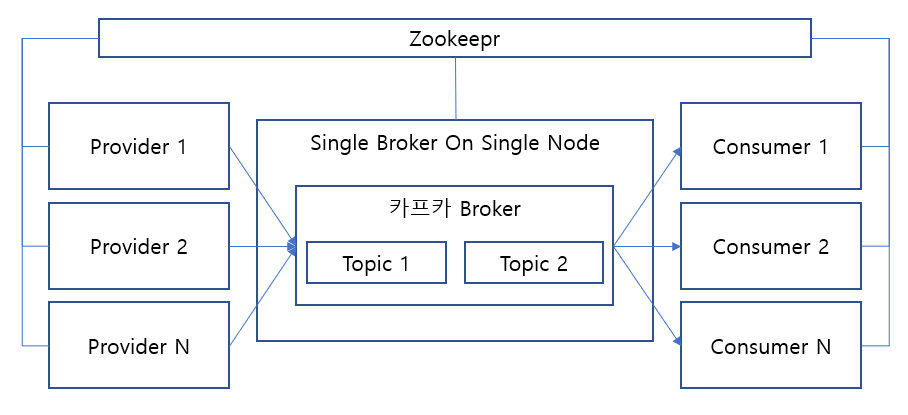 Zookeepr
Provider 1
Single Broker On Single Node
Consumer 1
카프카 Broker
Provider 2
Topic 1
Topic 2
Consumer 2
Provider N
Consumer N